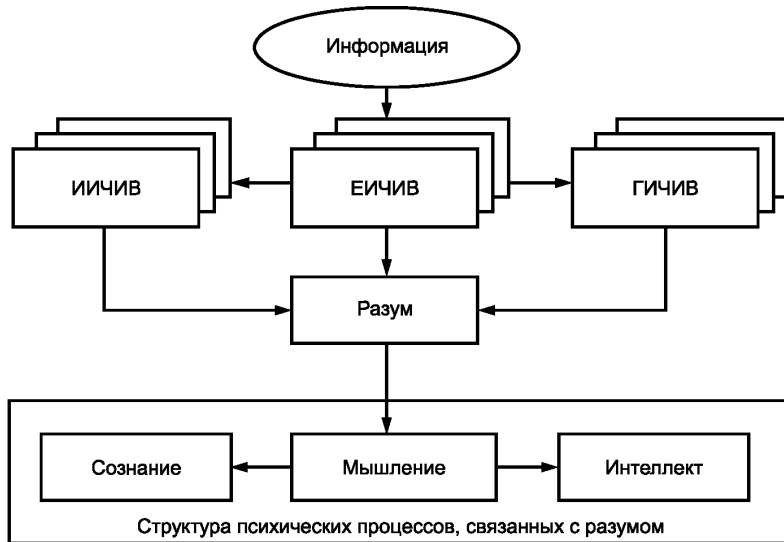 Информация
ИИЧИВ
ЕИЧИВ
ГИЧИВ
Разум
Сознание
Мышление
Интеллект
Структура психических процессов, связанных с разумом